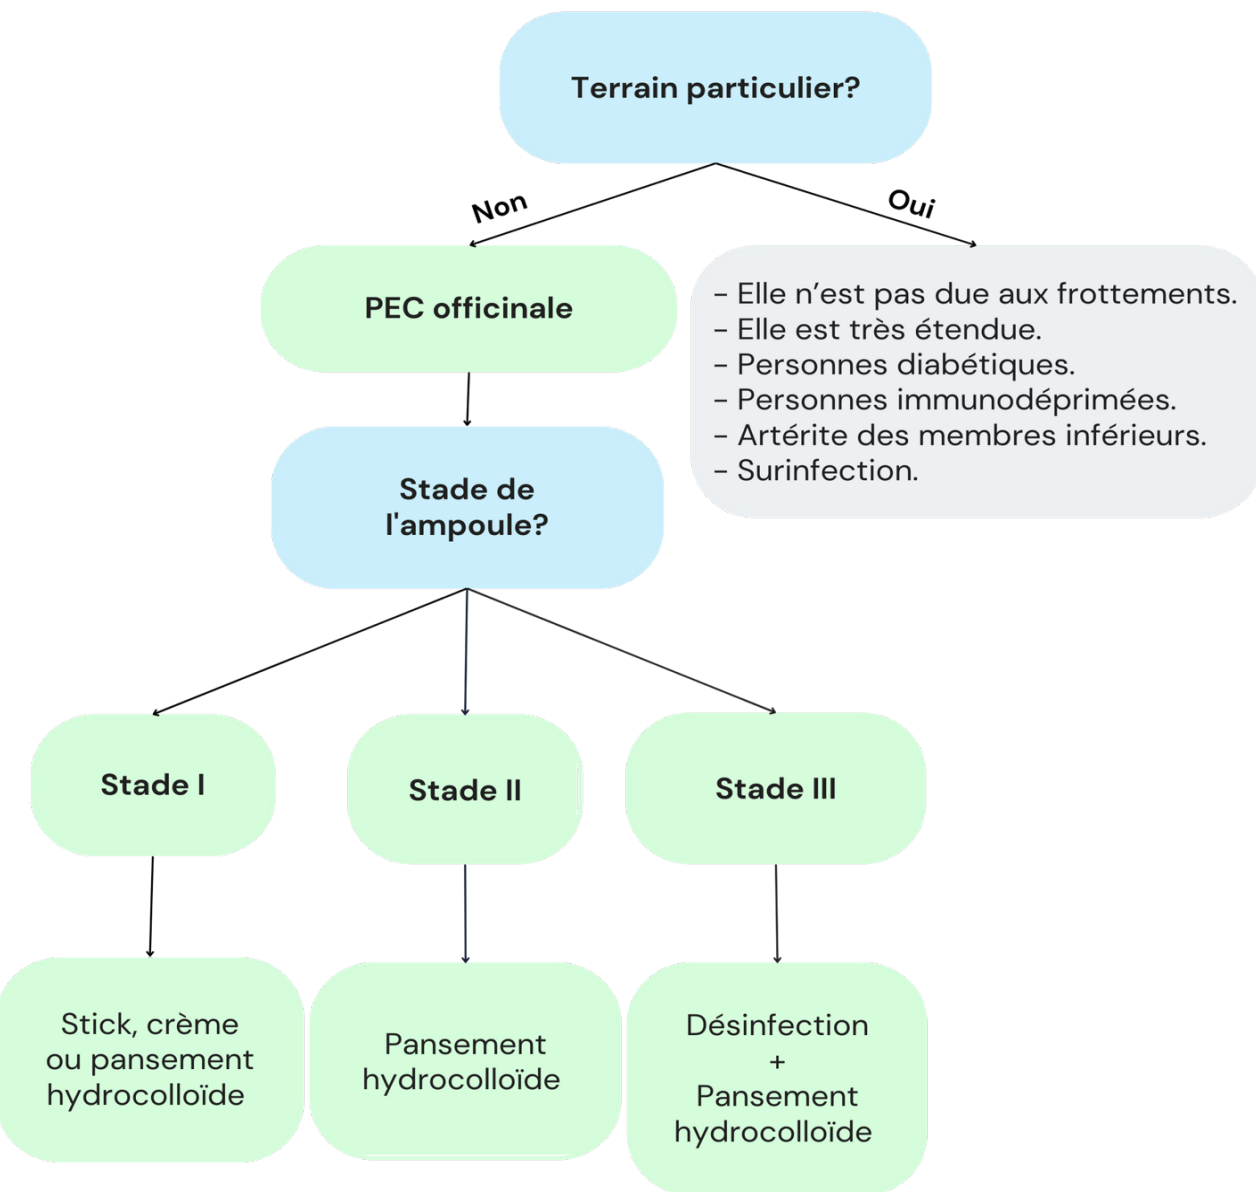 Terrain particulier?
Non
Oui
PEC officinale
- Elle n’est pas due aux frottements.
- Elle est très étendue.
- Personnes diabétiques.
- Personnes immunodéprimées.
- Artérite des membres inférieurs.
- Surinfection.
Stade de
l'ampoule?
Stade I
Stade II
Stade III
Stick, crème
ou pansement
hydrocolloïde
Pansement
hydrocolloïde
Désinfection
+
Pansement
hydrocolloïde